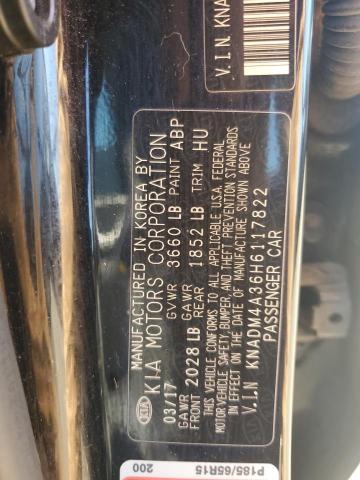 MANUFACTURED IN KOREA BY
KIA MOTORS CORPORATION
KIA
03/17 GVWR 3660 LB PAINT ABP
GAWR FRONT 2028 LB GAWR REAR 1852 LB TRIM HU
THIS VEHICLE CONFORMS TO ALL APPLICABLE U.S.A. FEDERAL
MOTOR VEHICLE SAFETY, BUMPER, AND THEFT PREVENTION STANDARDS
IN EFFECT ON THE DATE OF MANUFACTURE SHOWN ABOVE
V.I.N KNADM4A36H6117822
PASSENGER CAR
V.I.N KNA
P185/65R15
200